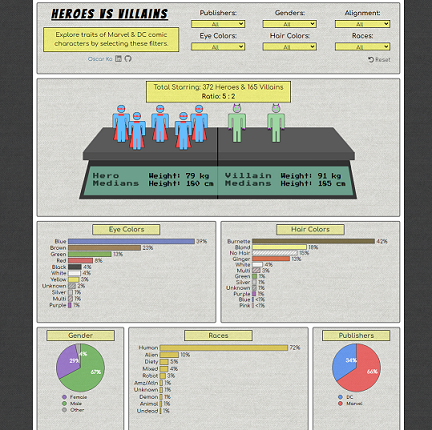 HEROES VS VILLAINS
Explore traits of Marvel & DC comic
characters by selecting these filters.
Oscar Ko
Publishers:
Genders:
Alignment:
All
All
All
Eye Colors:
Hair Colors:
Races:
All
All
All
Reset
Total Starring: 372 Heroes & 165 Villains
Ratio: 5 : 2
Hero Medians
Weight: 79 kg
Height: 180 cm
Villain Medians
Weight: 91 kg
Height: 185 cm
Eye Colors
Blue 39%
Brown 23%
Green 13%
Red 8%
Black 4%
White 4%
Yellow 3%
Unknown 2%
Silver 1%
Multi 1%
Purple 1%
Hair Colors
Burnette 42%
Blond 18%
No Hair 15%
Ginger 13%
White 4%
Multi 3%
Green 1%
Silver 1%
Unknown 1%
Purple 1%
Blue <1%
Pink <1%
Gender
4%
29%
67%
Female
Male
Other
Races
Human 72%
Alien 10%
Diety 5%
Mixed 4%
Robot 3%
Amz/Atln 1%
Unknown 1%
Demon 1%
Animal 1%
Undead 1%
Publishers
34%
66%
DC
Marvel